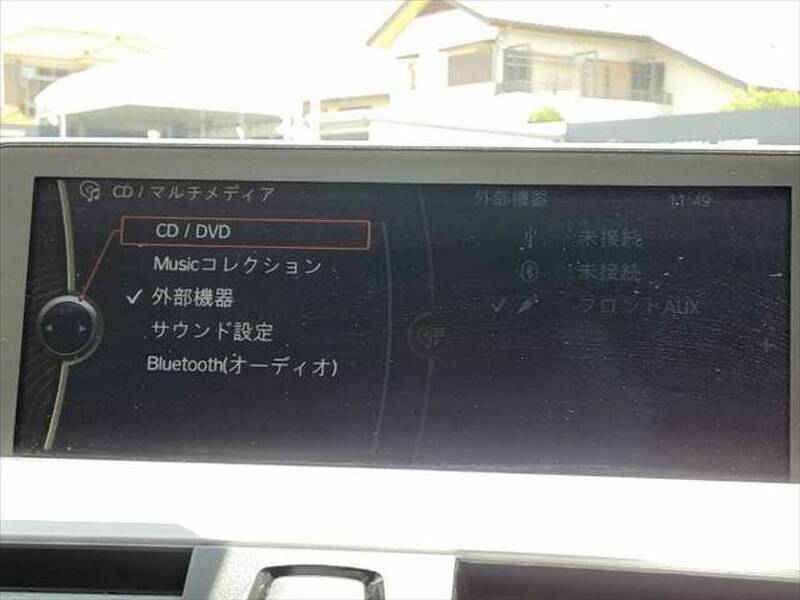 CD / マルチメディア
CD / DVD
Musicコレクション
外部機器
サウンド設定
Bluetooth(オーディオ)
外部機器
11:49
未接続
未接続
フロントAUX